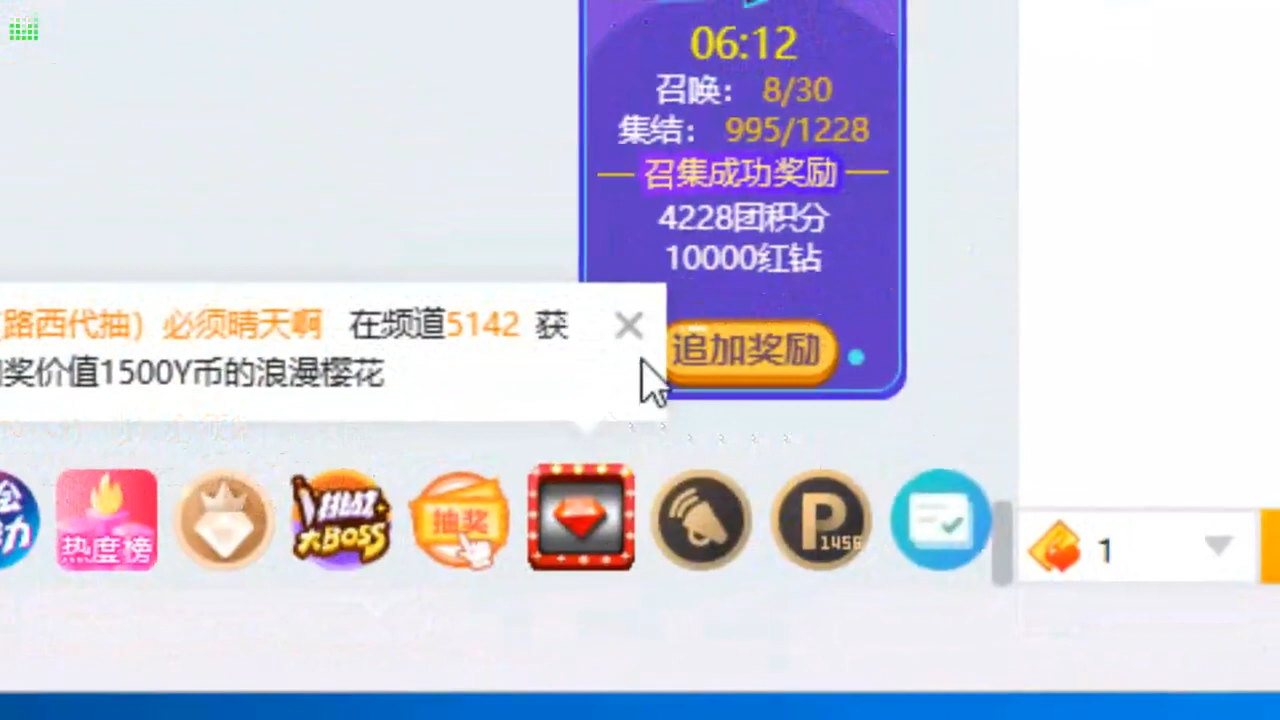 06:12
召唤： 8/30
集结： 995/1228
召集成功奖励
4228团积分
10000红钻
追加奖励
路西代抽）必须晴天啊 在频道5142 获
奖价值1500Y币的浪漫樱花
热度榜
挑战
大BOSS
抽奖
P
1456
1